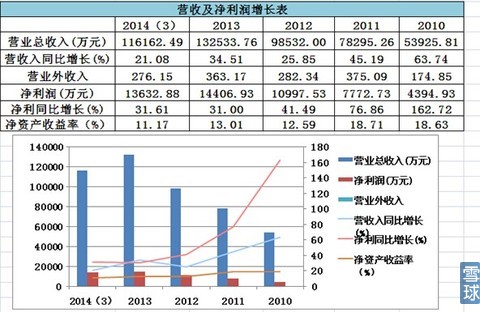 营收及净利润增长表
2014（3） 2013 2012 2011 2010
营业总收入(万元) 116162.49 132533.76 98532.00 78295.26 53925.81
营业收入同比增长(%) 21.08 34.51 25.85 45.19 63.74
营业外收入 276.15 363.17 282.34 375.09 174.85
净利润(万元) 13632.88 14406.93 10997.53 7772.73 4394.93
净利同比增长(%) 31.61 31.00 41.49 76.86 162.72
净资产收益率（%） 11.17 13.01 12.59 18.71 18.63
140000 180
120000 160
100000 140
80000 120
60000 100
40000 80
20000 60
0 40
20
0
2014（3） 2013 2012 2011 2010
营业总收入(万元)
净利润(万元)
营业外收入
营业收入同比增长
(%)
净利同比增长(%)
净资产收益率
（%）
雪球